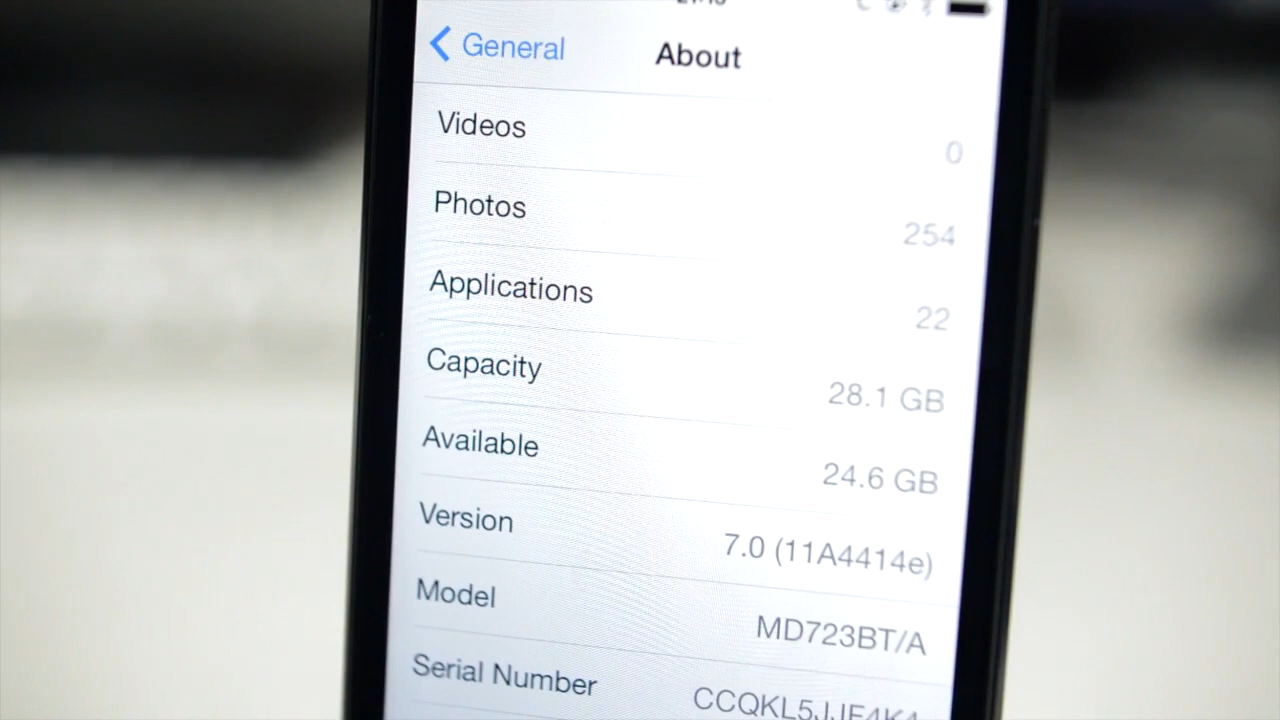 General
About
Videos
0
Photos
254
Applications
22
Capacity
28.1 GB
Available
24.6 GB
Version
7.0 (11A4414e)
Model
MD723BT/A
Serial Number